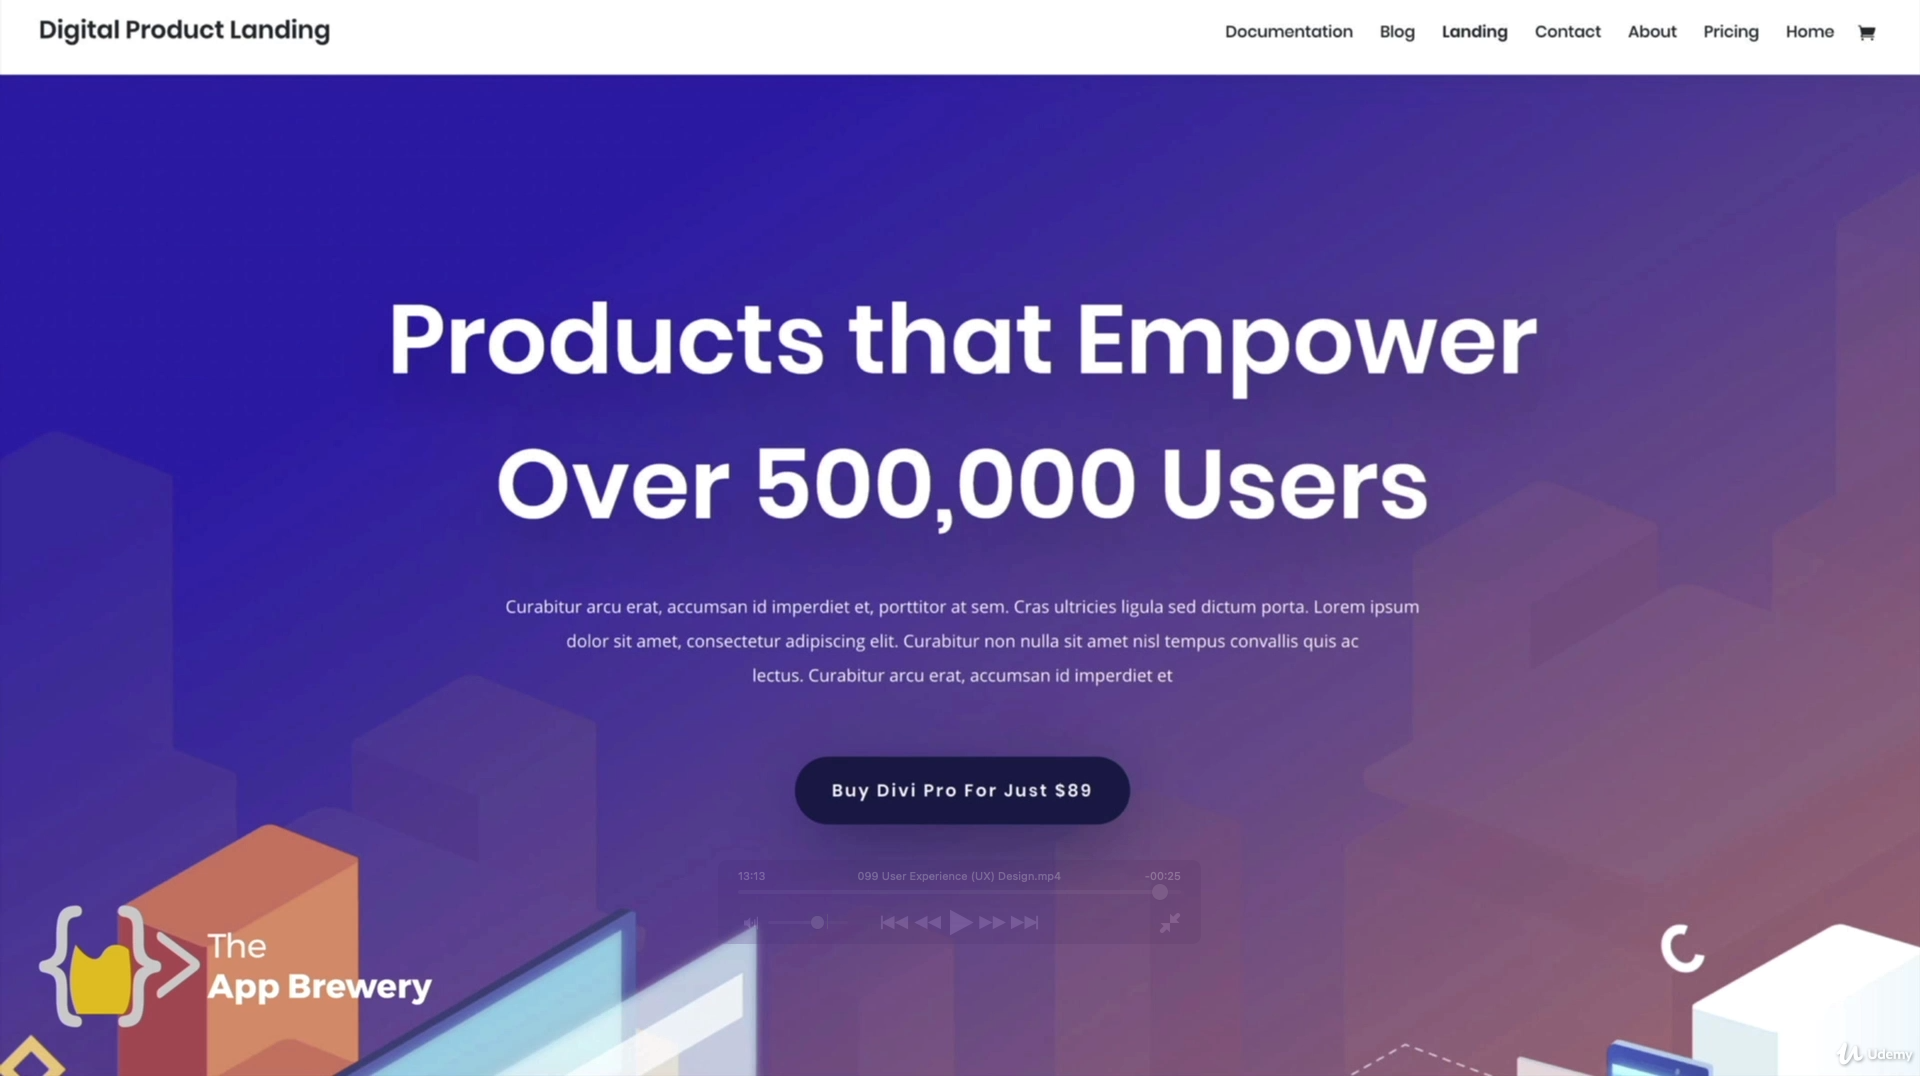 Digital Product Landing
Documentation Blog Landing Contact About Pricing Home
Products that Empower
Over 500,000 Users
Curabitur arcu erat, accumsan id imperdiet et, porttitor at sem. Cras ultricies ligula sed dictum porta. Lorem ipsum
dolor sit amet, consectetur adipiscing elit. Curabitur non nulla sit amet nisl tempus convallis quis ac
lectus. Curabitur arcu erat, accumsan id imperdiet et
Buy Divi Pro For Just $89
13:13 099 User Experience (UX) Design.mp4 -00:25
The
App Brewery
Udemy